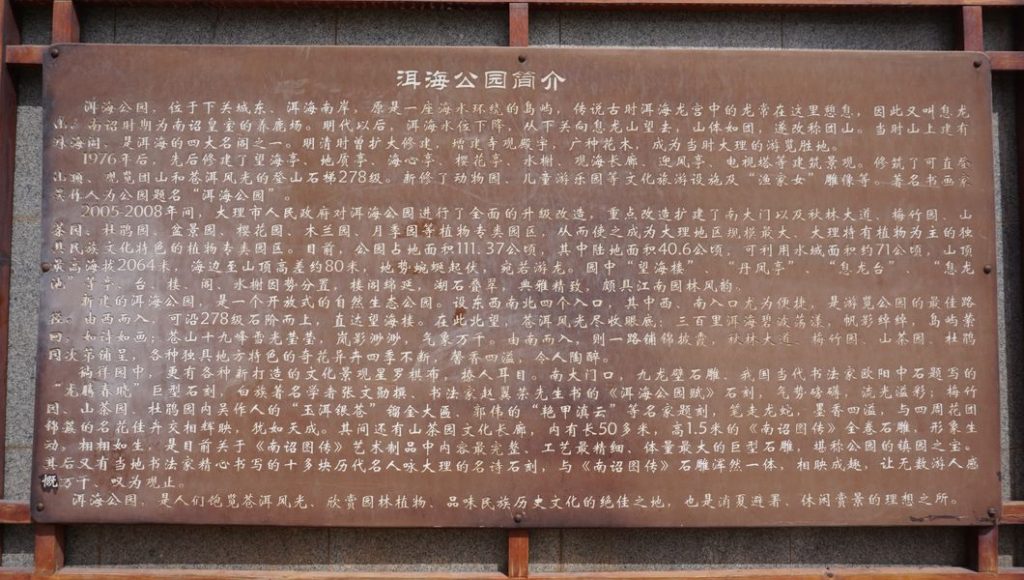 洱海公园简介
洱海公园，位于下关城东、洱海南岸，原是一座海水环绕的岛屿，传说古时洱海龙宫中的龙常在这里憩息，因此又叫息龙
山。南诏时期为南诏皇室的养鹿场。明代以后，洱海水位下降，从下关向息龙山望去，山体如团，遂改称团山。当时山上建有
珠海阁，是洱海的四大名阁之一。明清时曾扩大修建，增建寺观殿宇，广种花木，成为当时大理的游览胜地。
1976年后，先后修建了望海亭、地质亭、海心亭、樱花亭、水榭、观海长廊、迎风亭、电视塔等建筑景观。修筑了可直登
山顶、观览团山和苍洱风光的登山石梯278级。新修了动物园、儿童游乐园等文化旅游设施及“渔家女”雕像等。著名书画家
吴作人为公园题名“洱海公园”。
2005-2008年间，大理市人民政府对洱海公园进行了全面的升级改造，重点改造扩建了南大门以及秋林大道、梅竹园、山
茶园、杜鹃园、盆景园、樱花园、木兰园、月季园等植物专类园区，从而使之成为大理地区规模最大、大理特有植物为主的独
具民族文化特色的植物专类园区。目前，公园占地面积111.37公顷，其中陆地面积40.6公顷，可利用水域面积约71公顷，山顶
最高海拔2064米，海边至山顶高差约80米，地势蜿蜒起伏，宛若游龙。园中“望海楼”、“丹凤亭”、“息龙台”、“息龙
池”等亭、台、楼、阁、水榭因势分置，楼阁绵延，湖石叠翠，典雅精致，颇具江南园林风韵。
新建的洱海公园，是一个开放式的自然生态公园。设东西南北四个入口，其中西、南入口尤为便捷，是游览公园的最佳路
径。由西而入，可沿278级石阶而上，直达望海楼。在此北望，苍洱风光尽收眼底：三百里洱海碧波荡漾，帆影绰绰，岛屿萦
回，如诗如画；苍山十九峰雪光莹莹，岚影渺渺，气象万千。由南而入，则一路铺锦披霞，秋林大道、梅竹园、山茶园、杜鹃
园次第铺呈，各种独具地方特色的奇花异卉四季不断，馨香四溢，令人陶醉。
徜徉园中，更有各种新打造的文化景观星罗棋布，撩人耳目。南大门口，九龙壁石雕、我国当代书法家欧阳中石题写的
“龙腾春晓”巨型石刻，白族著名学者张文勋撰、书法家赵翼荣先生书的《洱海公园赋》石刻，气势磅礴，流光溢彩；梅竹
园、山茶园、杜鹃园内吴作人的“玉洱银苍”镏金大匾、郭伟的“艳甲滇云”等名家题刻，笔走龙蛇，墨香四溢，与四周花团
锦簇的名花佳卉交相辉映，犹如天成。其间还有山茶园文化长廊，内有长50多米，高1.5米的《南诏图传》全卷石雕，形象生
动，栩栩如生，是目前关于《南诏图传》艺术制品中内容最完整、工艺最精细、体量最大的巨型石雕，堪称公园的镇园之宝。
其后又有当地书法家精心书写的十多块历代名人咏大理的名诗石刻，与《南诏图传》石雕浑然一体，相映成趣，让无数游人感
慨万千、叹为观止。
洱海公园，是人们饱览苍洱风光、欣赏园林植物、品味民族历史文化的绝佳之地，也是消夏避暑、休闲赏景的理想之所。